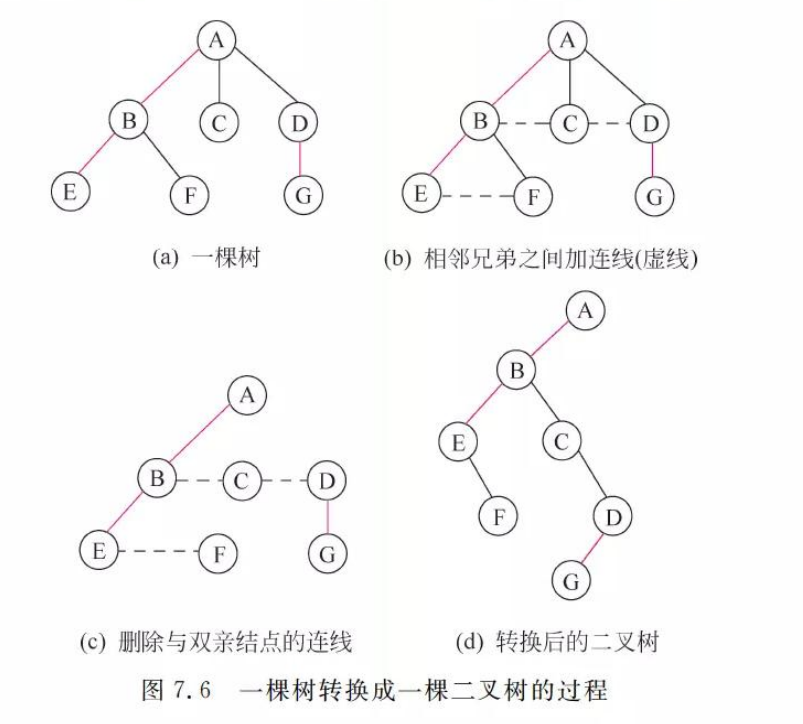 A A
B C D B C D
E F G E F G
(a) 一棵树 (b) 相邻兄弟之间加连线(虚线)
A
B
A
E C
B C D
F D
E F G
G
(c) 删除与双亲结点的连线 (d) 转换后的二叉树
图 7.6 一棵树转换成一棵二叉树的过程